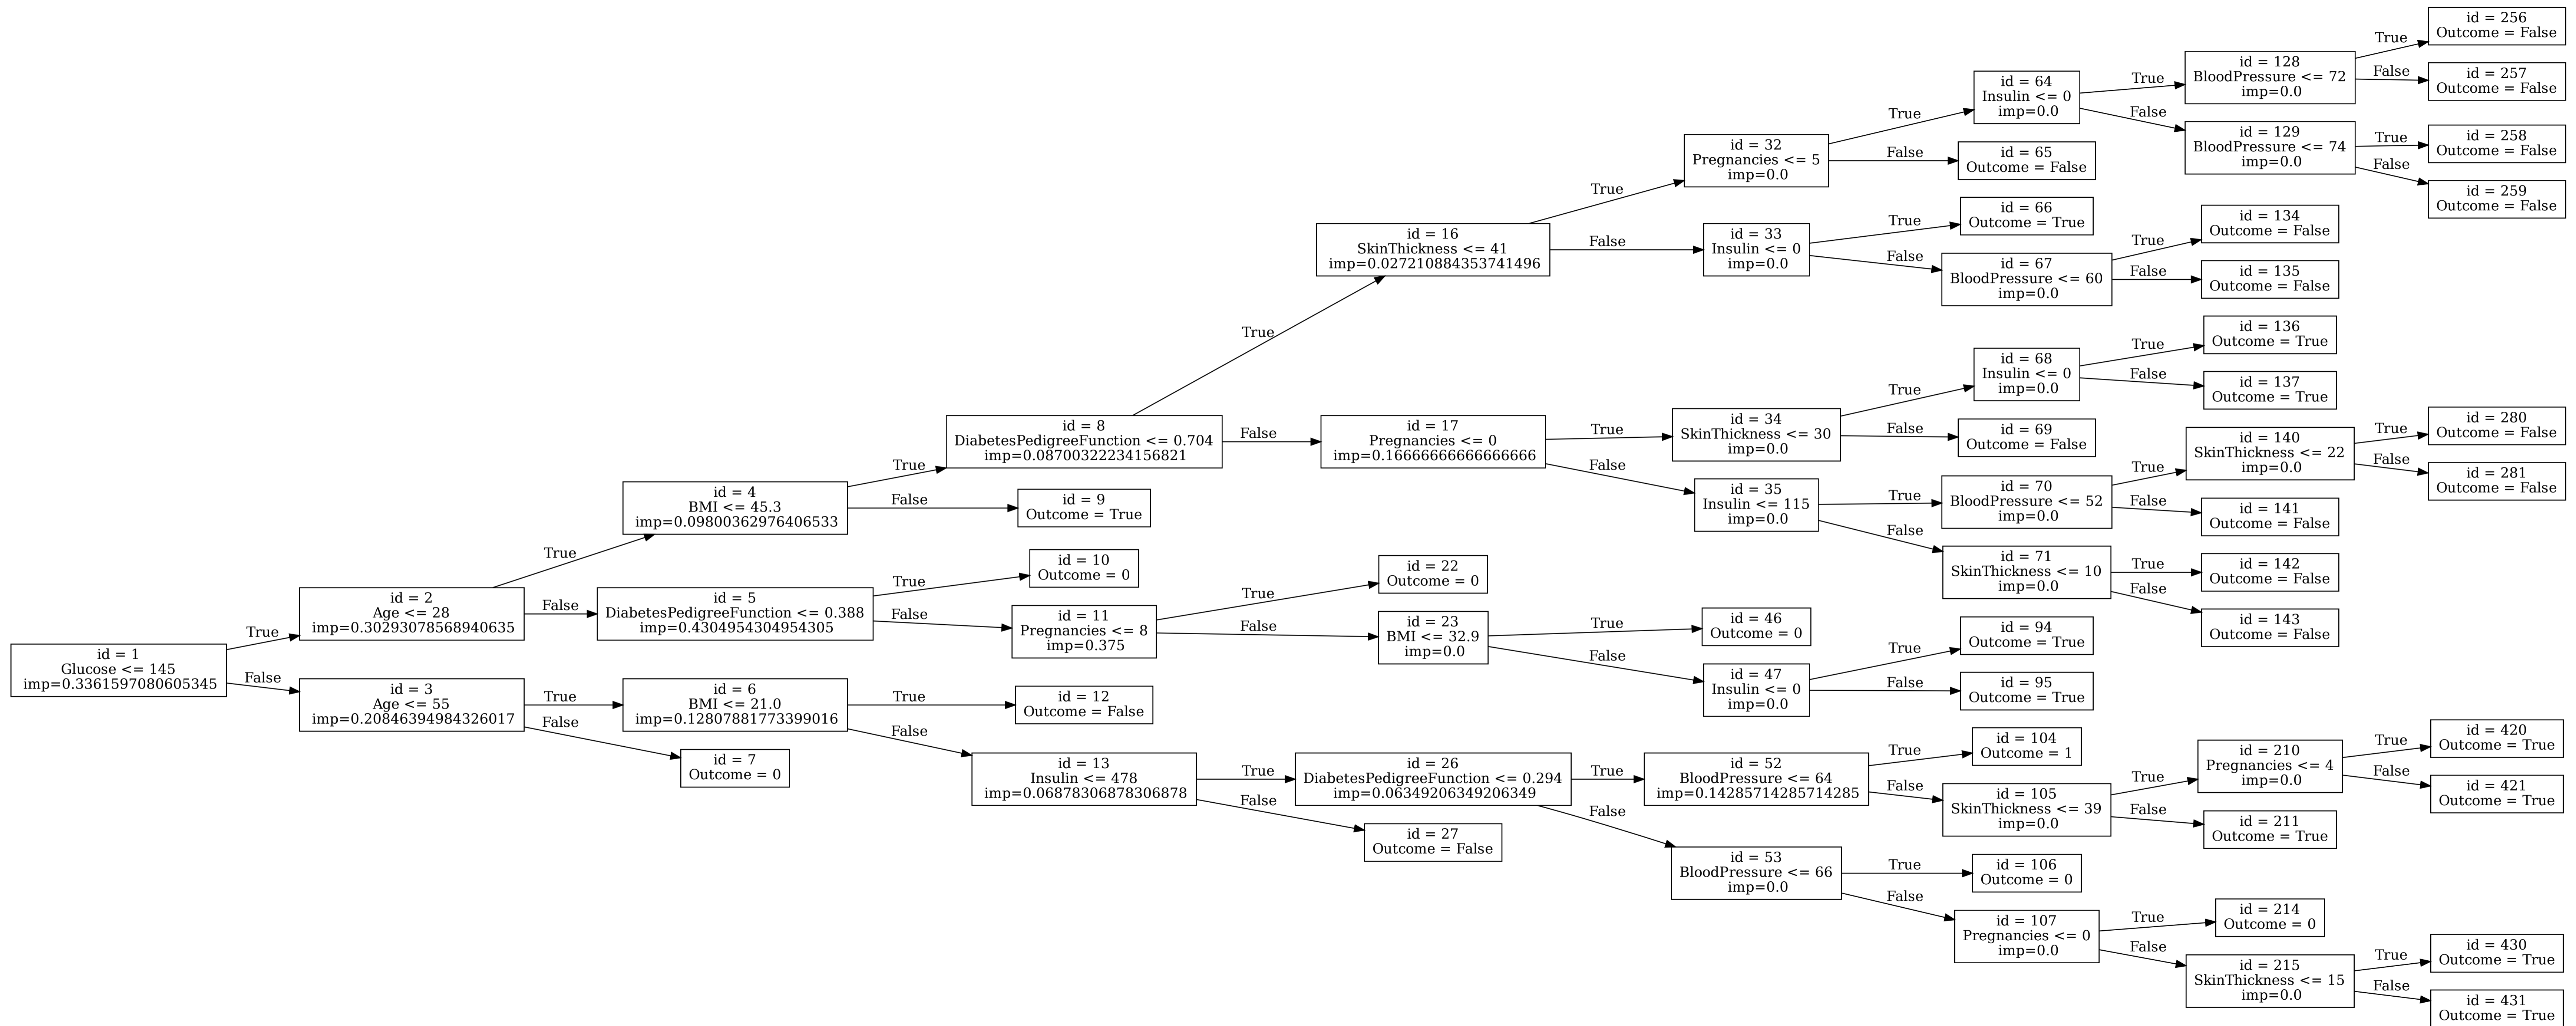 id = 1
Glucose <= 145
imp=0.3361597080605345
True
False
id = 2
Age <= 28
imp=0.30293078568940635
True
False
id = 3
Age <= 55
imp=0.20846394984326017
True
False
id = 4
BMI <= 45.3
imp=0.09800362976406533
True
False
id = 5
DiabetesPedigreeFunction <= 0.388
imp=0.4304954304954305
True
False
id = 6
BMI <= 21.0
imp=0.12807881773399016
True
False
id = 7
Outcome = 0
id = 8
DiabetesPedigreeFunction <= 0.704
imp=0.08700322234156821
True
False
id = 9
Outcome = True
id = 10
Outcome = 0
id = 11
Pregnancies <= 8
imp=0.375
True
False
id = 12
Outcome = False
id = 13
Insulin <= 478
imp=0.06878306878306878
True
False
id = 16
SkinThickness <= 41
imp=0.027210884353741496
True
False
id = 17
Pregnancies <= 0
imp=0.16666666666666666
True
False
id = 22
Outcome = 0
id = 23
BMI <= 32.9
imp=0.0
True
False
id = 26
DiabetesPedigreeFunction <= 0.294
imp=0.06349206349206349
True
False
id = 27
Outcome = False
id = 32
Pregnancies <= 5
imp=0.0
True
False
id = 33
Insulin <= 0
imp=0.0
True
False
id = 34
SkinThickness <= 30
imp=0.0
True
False
id = 35
Insulin <= 115
imp=0.0
True
False
id = 46
Outcome = 0
id = 47
Insulin <= 0
imp=0.0
True
False
id = 52
BloodPressure <= 64
imp=0.14285714285714285
True
False
id = 53
BloodPressure <= 66
imp=0.0
True
False
id = 64
Insulin <= 0
imp=0.0
True
False
id = 65
Outcome = False
id = 66
Outcome = True
id = 67
BloodPressure <= 60
imp=0.0
True
False
id = 68
Insulin <= 0
imp=0.0
True
False
id = 69
Outcome = False
id = 70
BloodPressure <= 52
imp=0.0
True
False
id = 71
SkinThickness <= 10
imp=0.0
True
False
id = 94
Outcome = True
id = 95
Outcome = True
id = 104
Outcome = 1
id = 105
SkinThickness <= 39
imp=0.0
True
False
id = 106
Outcome = 0
id = 107
Pregnancies <= 0
imp=0.0
True
False
id = 128
BloodPressure <= 72
imp=0.0
True
False
id = 129
BloodPressure <= 74
imp=0.0
True
False
id = 134
Outcome = False
id = 135
Outcome = False
id = 136
Outcome = True
id = 137
Outcome = True
id = 140
SkinThickness <= 22
imp=0.0
True
False
id = 141
Outcome = False
id = 142
Outcome = False
id = 143
Outcome = False
id = 210
Pregnancies <= 4
imp=0.0
True
False
id = 211
Outcome = True
id = 214
Outcome = 0
id = 215
SkinThickness <= 15
imp=0.0
True
False
id = 256
Outcome = False
id = 257
Outcome = False
id = 258
Outcome = False
id = 259
Outcome = False
id = 280
Outcome = False
id = 281
Outcome = False
id = 420
Outcome = True
id = 421
Outcome = True
id = 430
Outcome = True
id = 431
Outcome = True